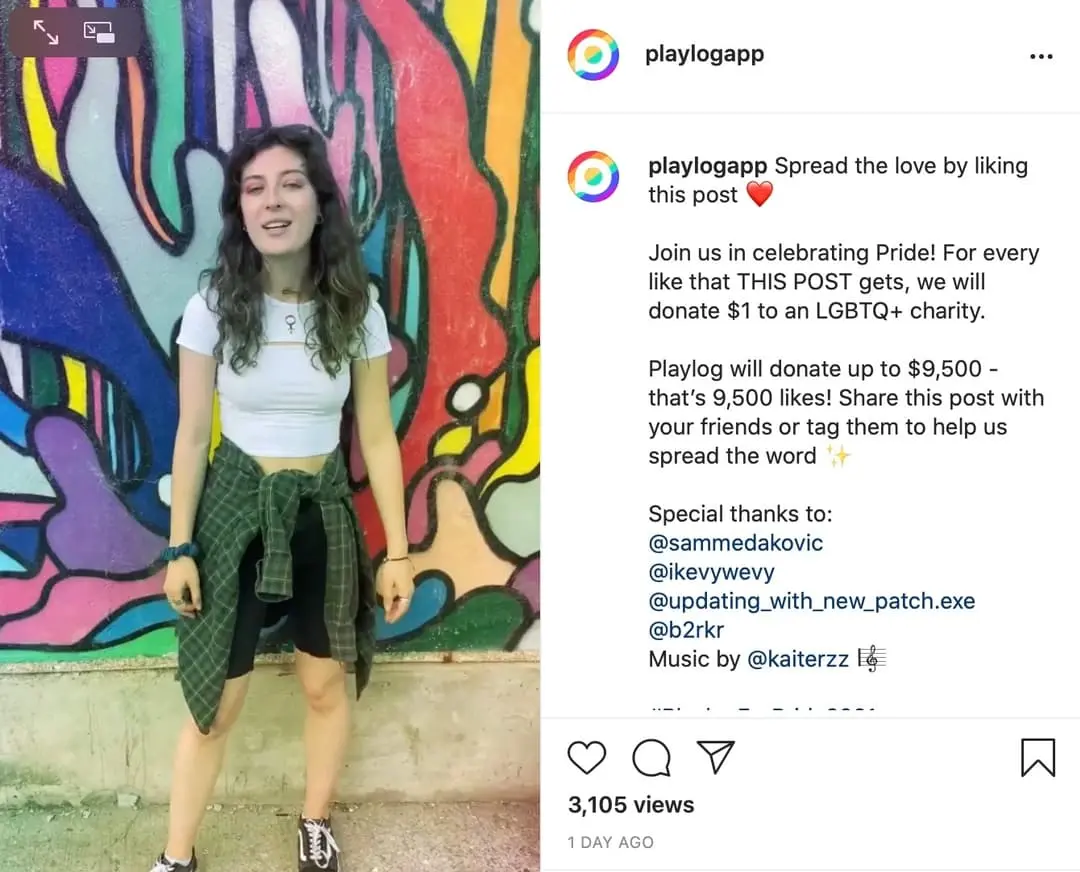 playlogapp
playlogapp Spread the love by liking
this post ❤️
Join us in celebrating Pride! For every
like that THIS POST gets, we will
donate $1 to an LGBTQ+ charity.
Playlog will donate up to $9,500 -
that’s 9,500 likes! Share this post with
your friends or tag them to help us
spread the word ✨
Special thanks to:
@sammedakovic
@ikevywevy
@updating_with_new_patch.exe
@b2rkr
Music by @kaiterzz 🎼
3,105 views
1 DAY AGO